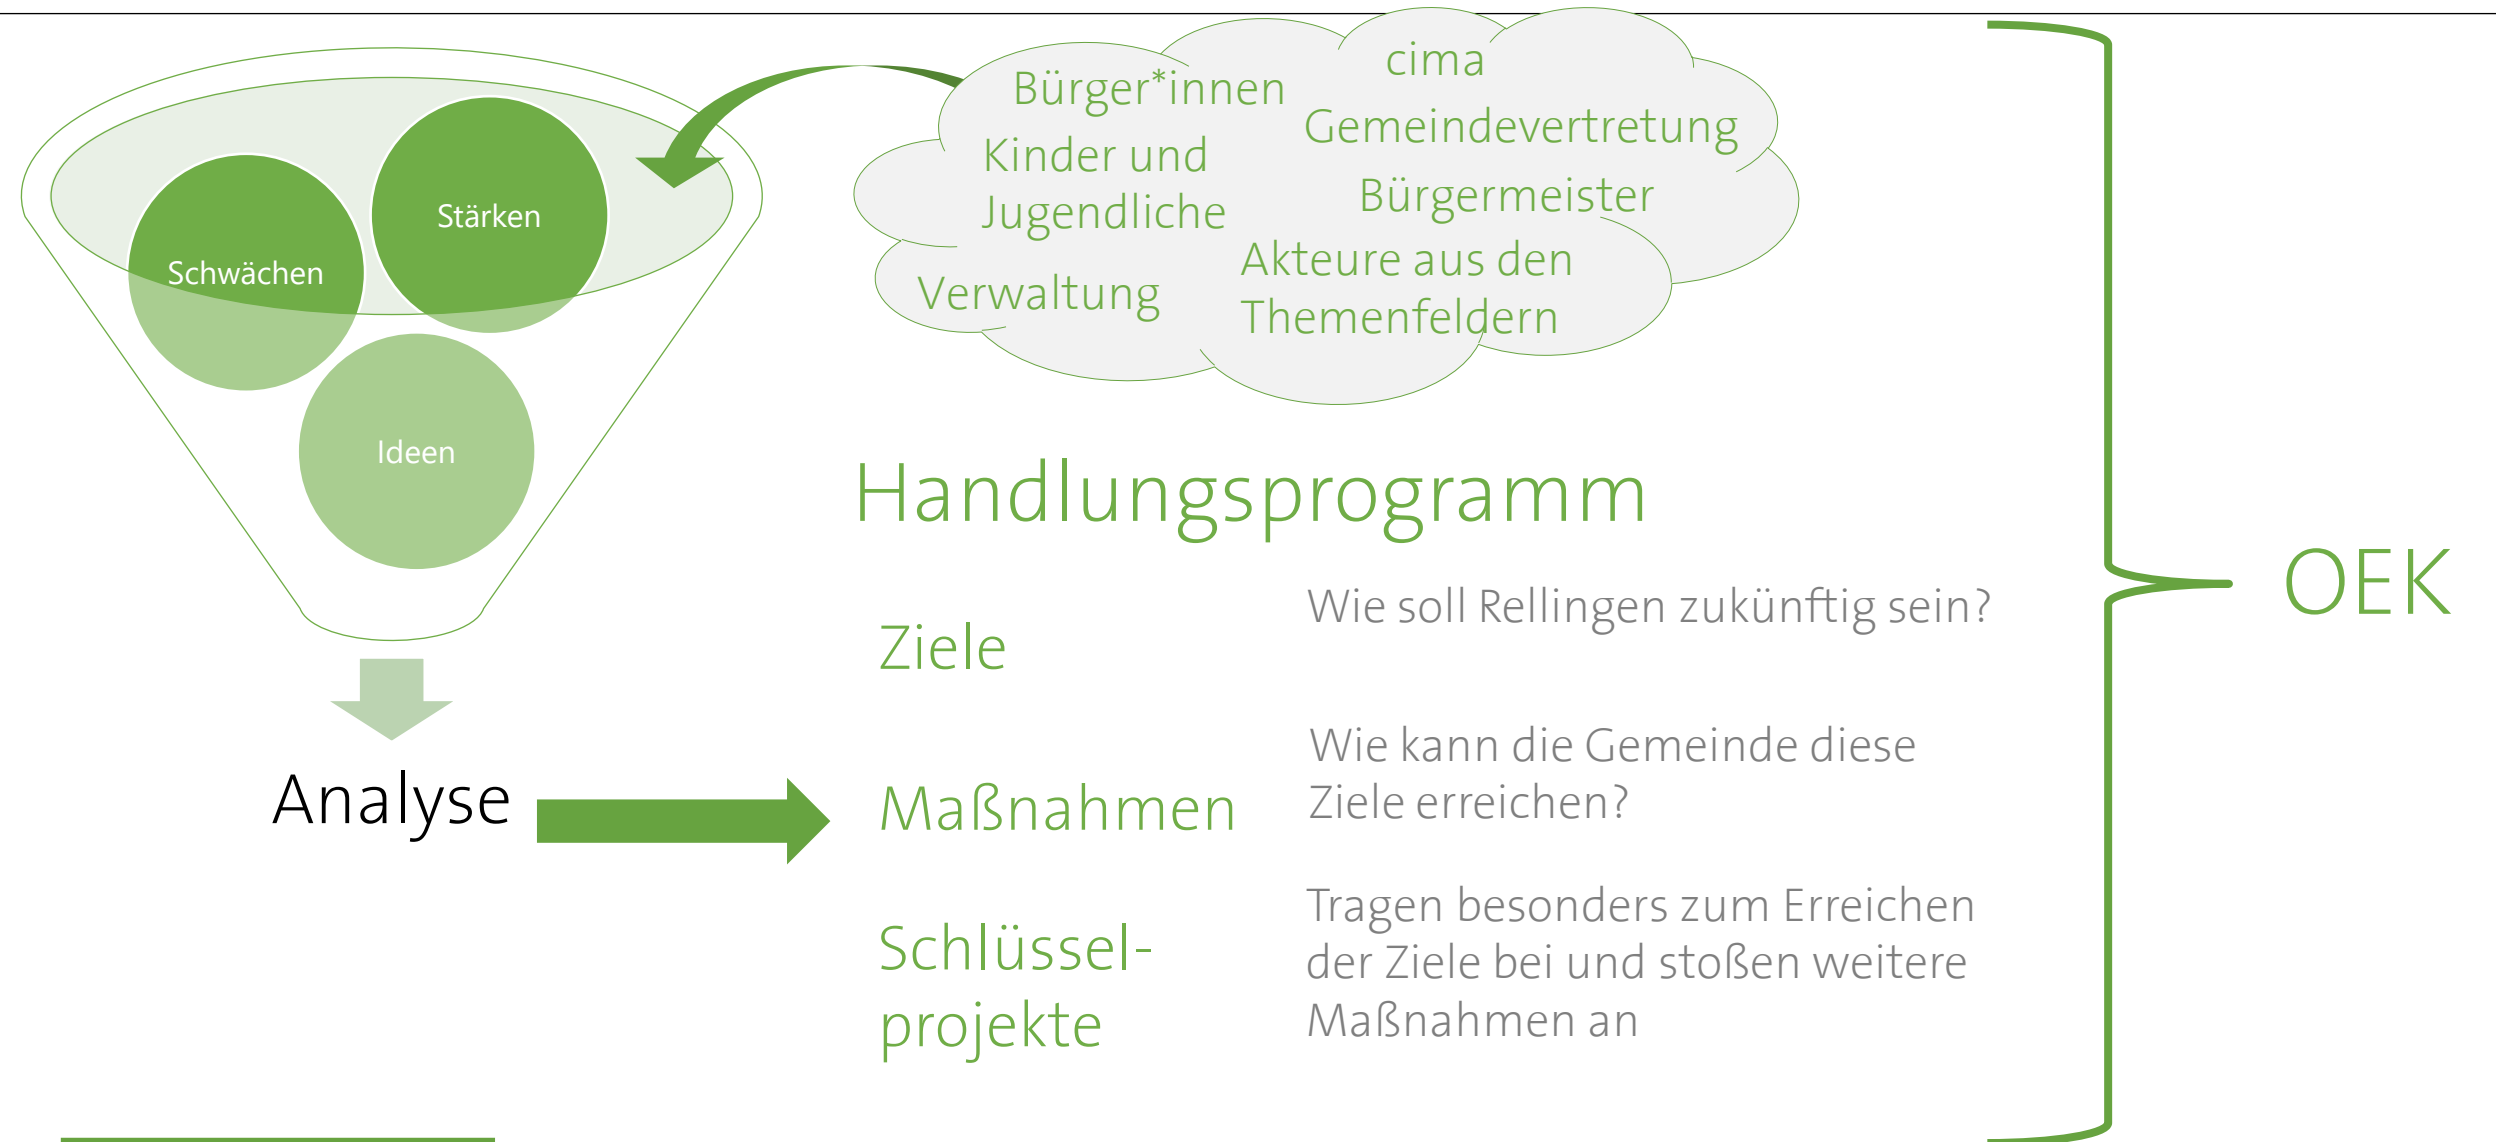 Stärken
Schwächen
Ideen
Analyse
cima
Bürger*innen
Gemeindevertretung
Kinder und
Jugendliche
Bürgermeister
Akteure aus den
Themenfeldern
Verwaltung
Handlungsprogramm
Ziele
Wie soll Rellingen zukünftig sein?
Maßnahmen
Wie kann die Gemeinde diese
Ziele erreichen?
Schlüssel-
projekte
Tragen besonders zum Erreichen
der Ziele bei und stoßen weitere
Maßnahmen an
OEK